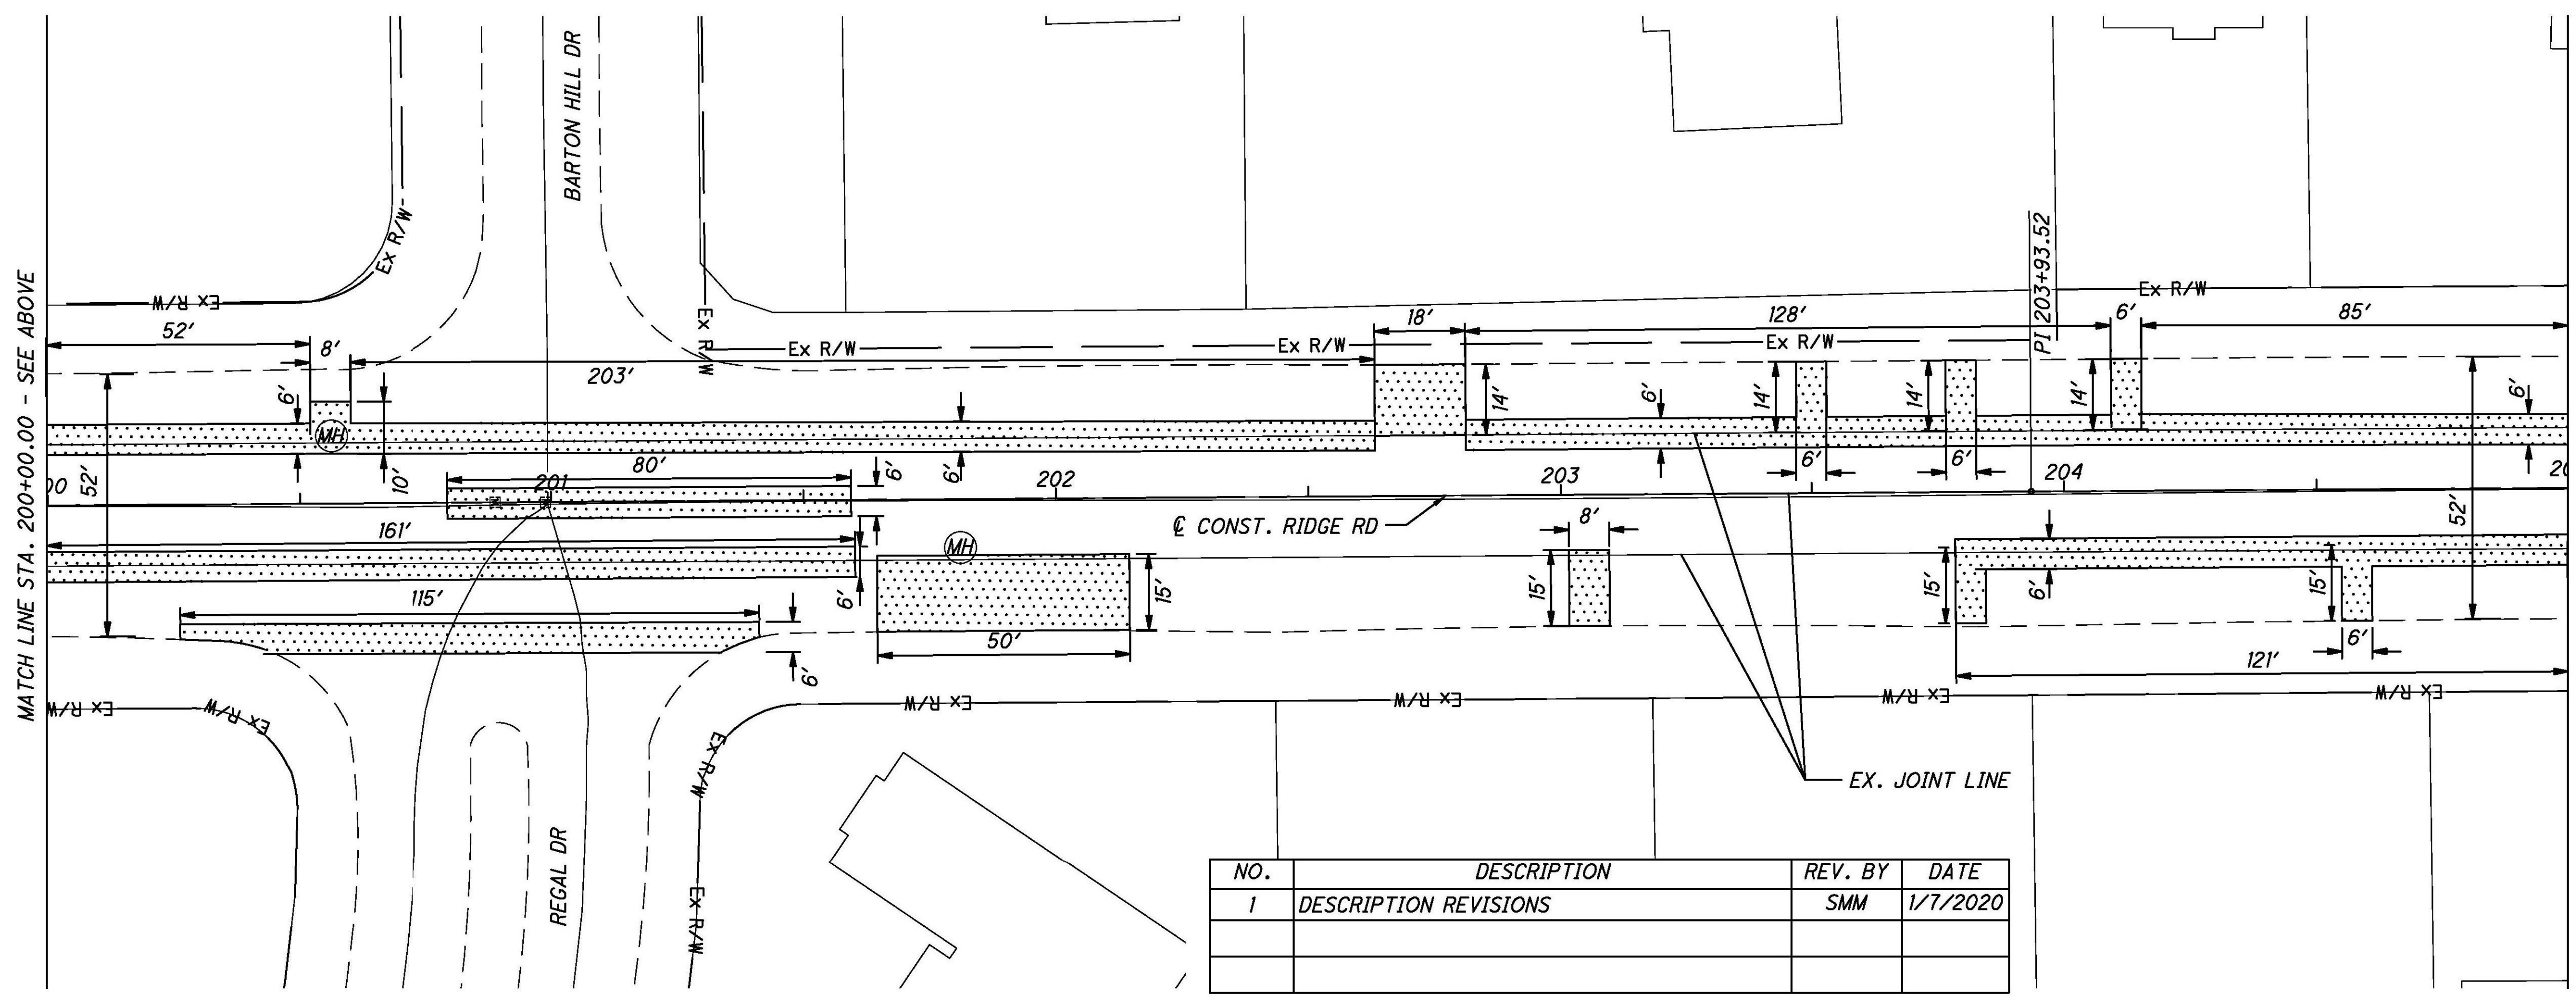 MATCH LINE STA. 200+00.00 - SEE ABOVE
BARTON HILL DR
Ex R/W
Ex R/W
Ex R/W
Ex R/W
Ex R/W
Ex R/W
Ex R/W
PI 203+93.52
52'
8'
203'
18'
128'
6'
85'
6'
10'
6'
14'
6'
14'
6'
14'
6'
14'
6'
MH
52'
00
201
202
203
204
20
80'
6'
161'
6'
℄ CONST. RIDGE RD
MH
115'
6'
50'
15'
8'
15'
15'
6'
15'
6'
52'
121'
Ex R/W
Ex R/W
Ex R/W
Ex R/W
Ex R/W
Ex R/W
Ex R/W
Ex R/W
REGAL DR
EX. JOINT LINE
NO. DESCRIPTION REV. BY DATE
1 DESCRIPTION REVISIONS SMM 1/7/2020